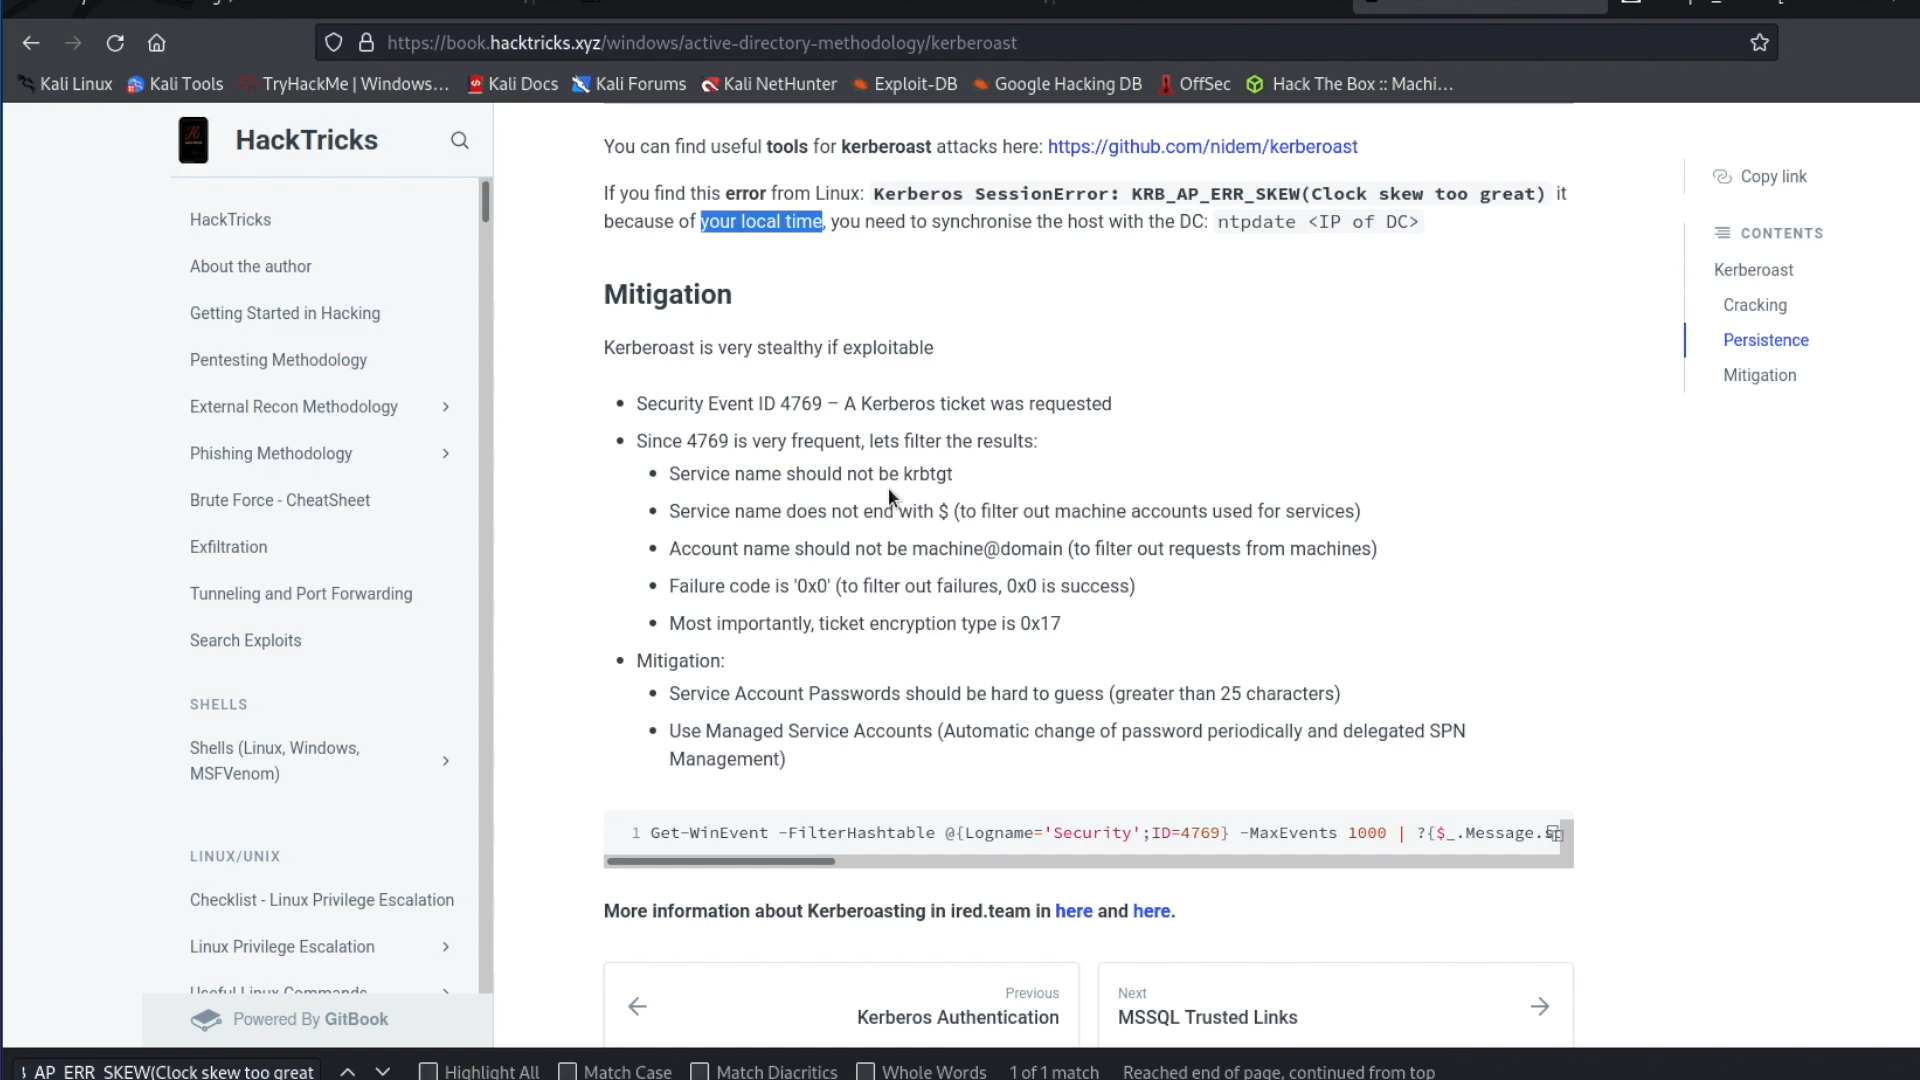 https://book.hacktricks.xyz/windows/active-directory-methodology/kerberoast
Kali Linux Kali Tools TryHackMe | Windows... Kali Docs Kali Forums Kali NetHunter Exploit-DB Google Hacking DB OffSec Hack The Box :: Machi...
HackTricks
HackTricks
About the author
Getting Started in Hacking
Pentesting Methodology
External Recon Methodology
Phishing Methodology
Brute Force - CheatSheet
Exfiltration
Tunneling and Port Forwarding
Search Exploits
SHELLS
Shells (Linux, Windows,
MSFVenom)
LINUX/UNIX
Checklist - Linux Privilege Escalation
Linux Privilege Escalation
Useful Linux Commands
Powered By GitBook
You can find useful tools for kerberoast attacks here: https://github.com/nidem/kerberoast
If you find this error from Linux: Kerberos SessionError: KRB_AP_ERR_SKEW(Clock skew too great) it
because of your local time, you need to synchronise the host with the DC: ntpdate <IP of DC>
Mitigation
Kerberoast is very stealthy if exploitable
• Security Event ID 4769 – A Kerberos ticket was requested
• Since 4769 is very frequent, lets filter the results:
• Service name should not be krbtgt
• Service name does not end with $ (to filter out machine accounts used for services)
• Account name should not be machine@domain (to filter out requests from machines)
• Failure code is '0x0' (to filter out failures, 0x0 is success)
• Most importantly, ticket encryption type is 0x17
• Mitigation:
• Service Account Passwords should be hard to guess (greater than 25 characters)
• Use Managed Service Accounts (Automatic change of password periodically and delegated SPN
Management)
1 Get-WinEvent -FilterHashtable @{Logname='Security';ID=4769} -MaxEvents 1000 | ?{$_.Message.
More information about Kerberoasting in ired.team in here and here.
Previous
Kerberos Authentication
Next
MSSQL Trusted Links
Copy link
CONTENTS
Kerberoast
Cracking
Persistence
Mitigation
AP_ERR_SKEW(Clock skew too great Highlight All Match Case Match Diacritics Whole Words 1 of 1 match Reached end of page, continued from top